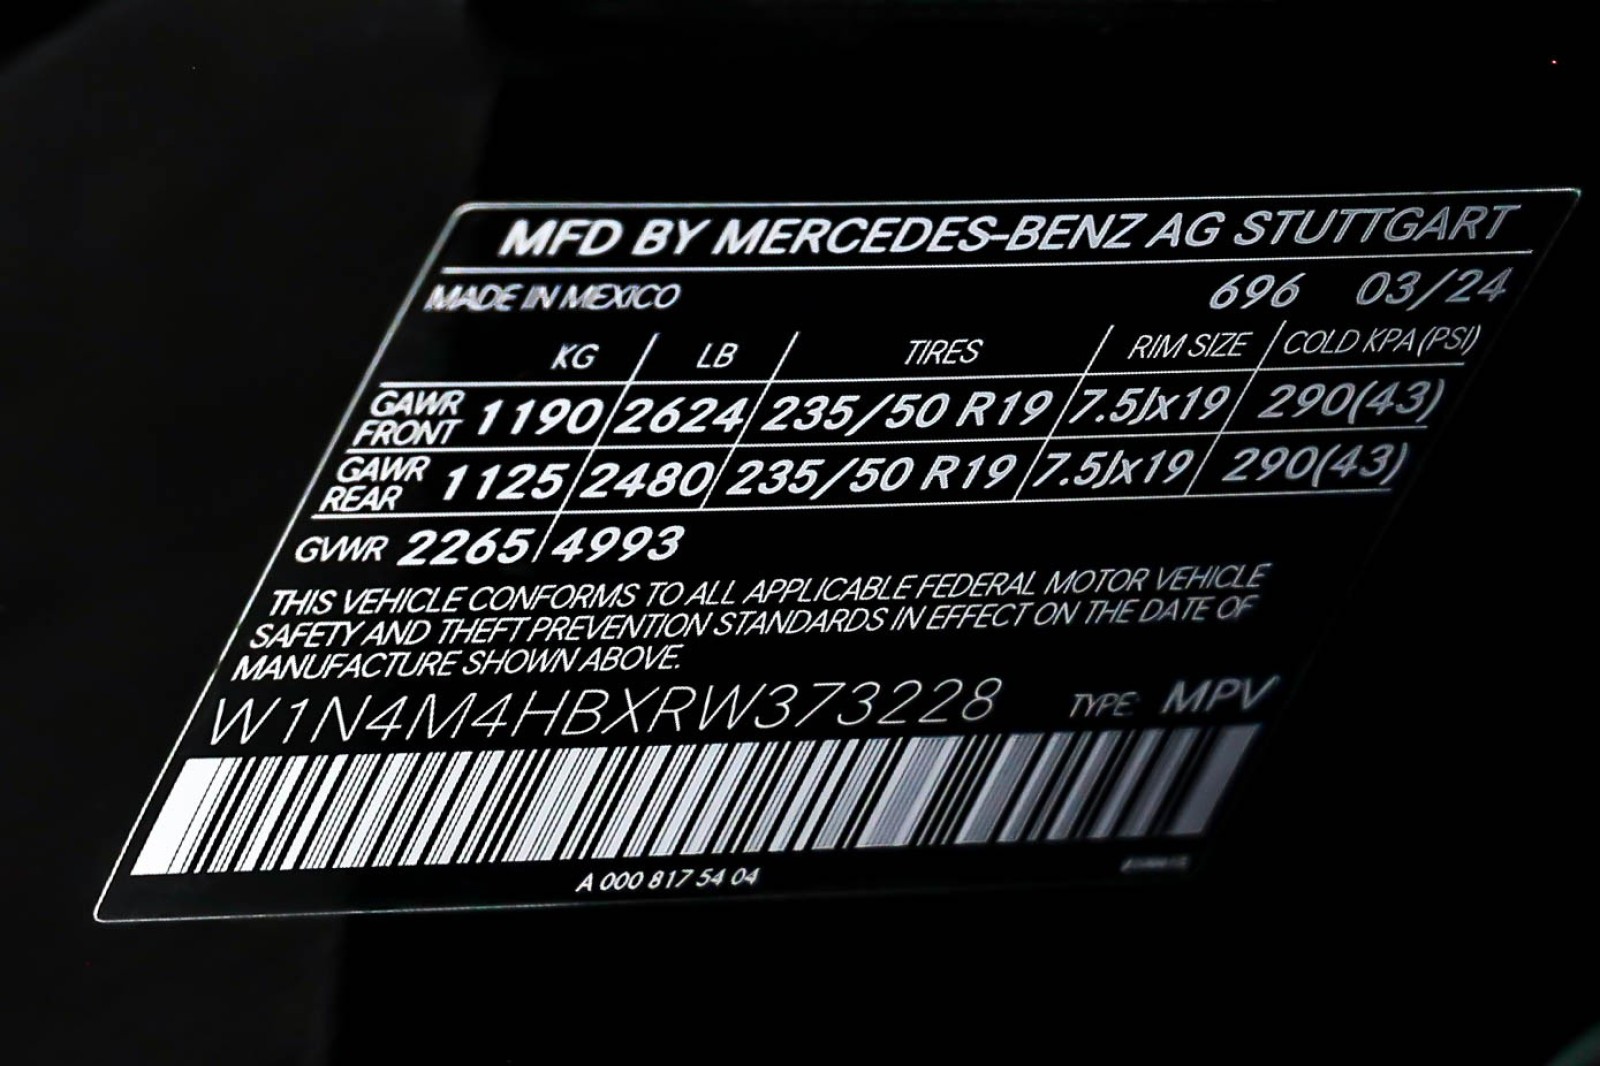 MFD BY MERCEDES-BENZ AG STUTTGART
MADE IN MEXICO 696 03/24
KG LB TIRES RIM SIZE COLD KPA (PSI)
GAWR FRONT 1190 2624 235/50 R19 7.5Jx19 290(43)
GAWR REAR 1125 2480 235/50 R19 7.5Jx19 290(43)
GVWR 2265 4993
THIS VEHICLE CONFORMS TO ALL APPLICABLE FEDERAL MOTOR VEHICLE
SAFETY AND THEFT PREVENTION STANDARDS IN EFFECT ON THE DATE OF
MANUFACTURE SHOWN ABOVE.
W1N4M4HBXRW373228 TYPE: MPV
A 000 817 54 04